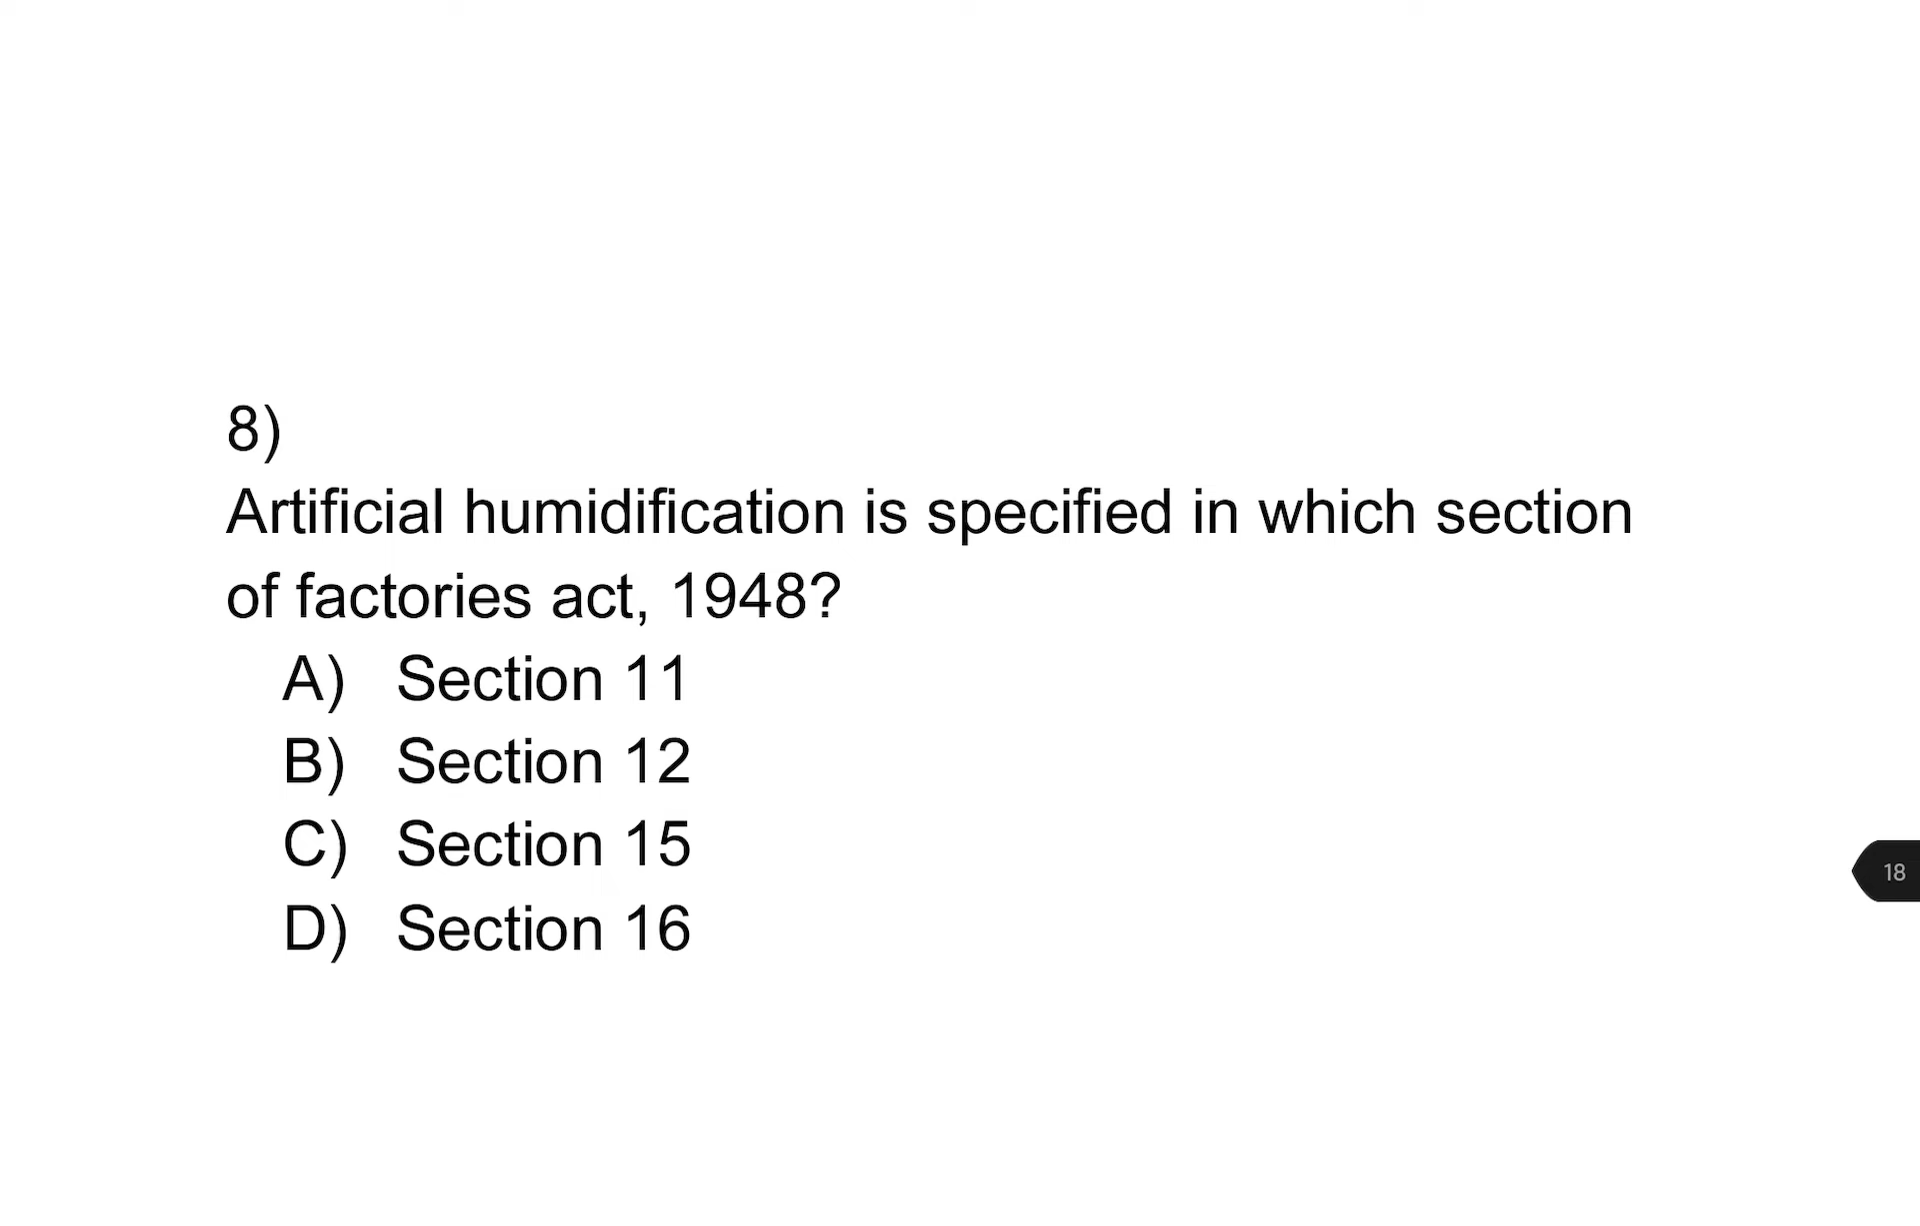 8)
Artificial humidification is specified in which section
of factories act, 1948?
A) Section 11
B) Section 12
C) Section 15
D) Section 16
18